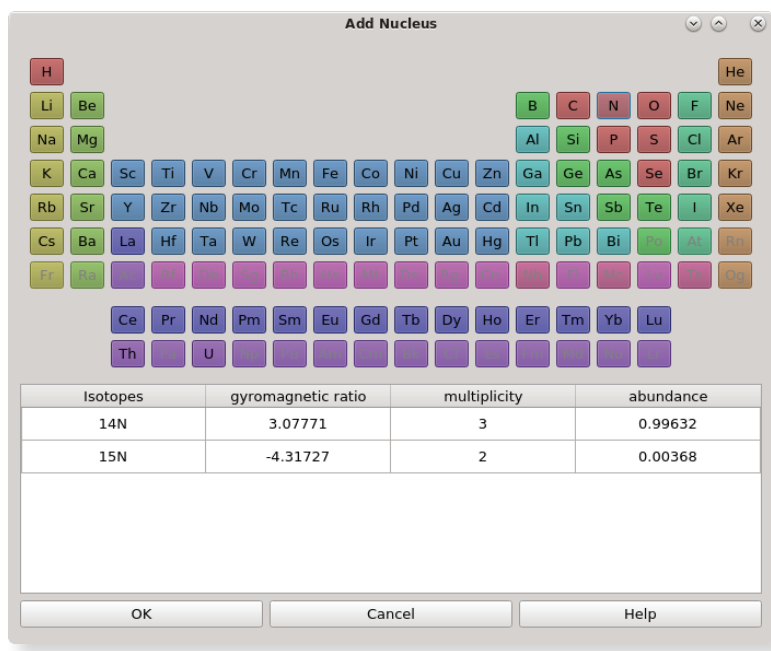 Add Nucleus
H He
Li Be B C N O F Ne
Na Mg Al Si P S Cl Ar
K Ca Sc Ti V Cr Mn Fe Co Ni Cu Zn Ga Ge As Se Br Kr
Rb Sr Y Zr Nb Mo Tc Ru Rh Pd Ag Cd In Sn Sb Te I Xe
Cs Ba La Hf Ta W Re Os Ir Pt Au Hg Tl Pb Bi Po At Rn
Fr Ra Og
Ce Pr Nd Pm Sm Eu Gd Tb Dy Ho Er Tm Yb Lu
Th U
Isotopes gyromagnetic ratio multiplicity abundance
14N 3.07771 3 0.99632
15N -4.31727 2 0.00368
OK Cancel Help